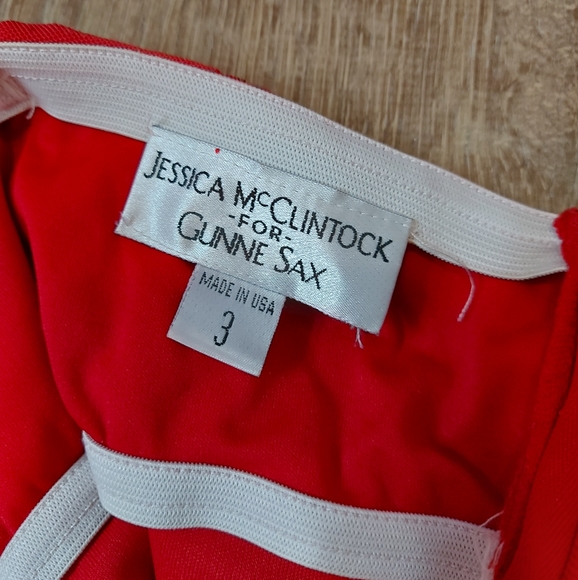 JESSICA MCCLINTOCK
-FOR-
GUNNE SAX
MADE IN USA
3